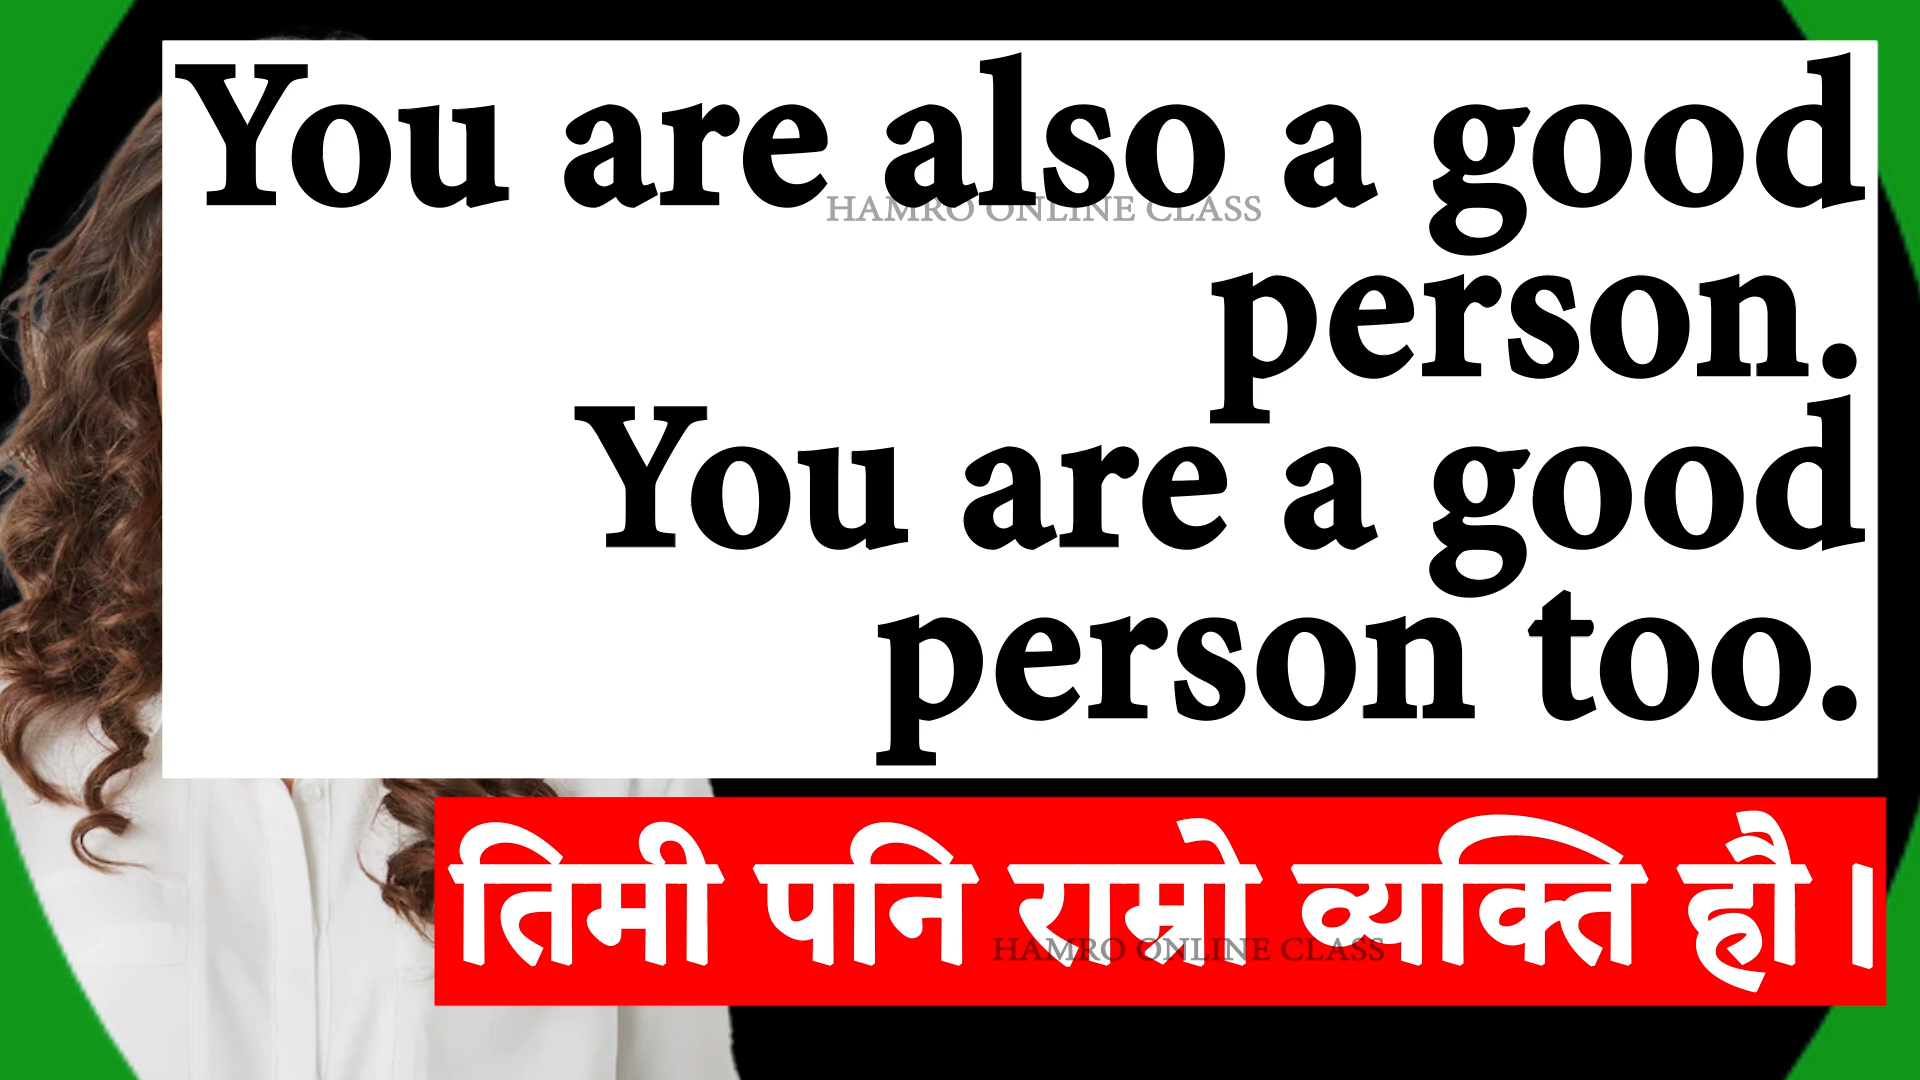 You are also a good
HAMRO ONLINE CLASS
person.
You are a good
person too.
तिमी पनि राम्रो व्यक्ति हौ ।
HAMRO ONLINE CLASS